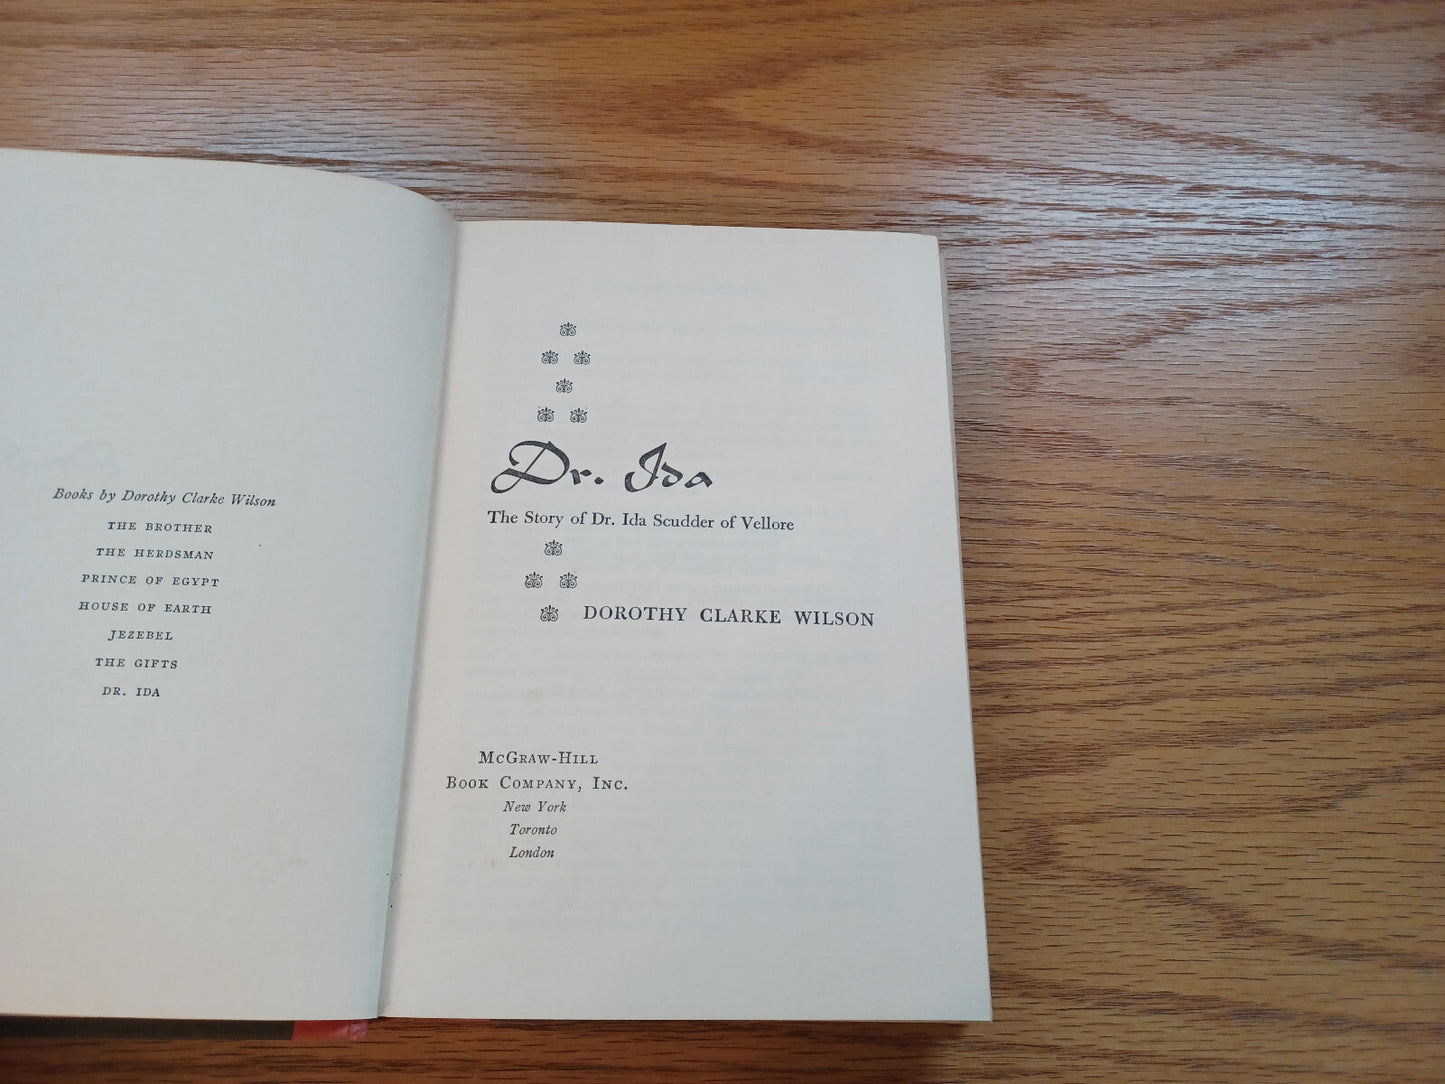 Books by Dorothy Clarke Wilson
THE BROTHER
THE HERDSMAN
PRINCE OF EGYPT
HOUSE OF EARTH
JEZEBEL
THE GIFTS
DR. IDA
Dr. Ida
The Story of Dr. Ida Scudder of Vellore
DOROTHY CLARKE WILSON
McGraw-Hill
Book Company, Inc.
New York
Toronto
London